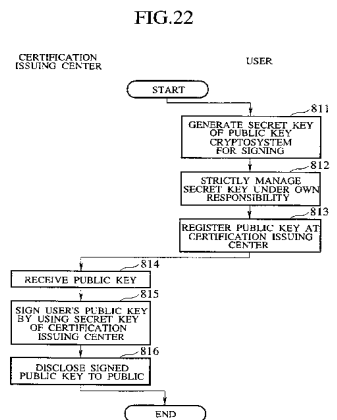 FIG.22
CERTIFICATION
ISSUING CENTER
USER
START
811
GENERATE SECRET KEY
OF PUBLIC KEY
CRYPTOSYSTEM
FOR SIGNING
812
STRICTLY MANAGE
SECRET KEY UNDER OWN
RESPONSIBILITY
813
REGISTER PUBLIC KEY AT
CERTIFICATION ISSUING
CENTER
814
RECEIVE PUBLIC KEY
815
SIGN USER'S PUBLIC KEY
BY USING SECRET KEY
OF CERTIFICATION
ISSUING CENTER
816
DISCLOSE SIGNED
PUBLIC KEY TO PUBLIC
END